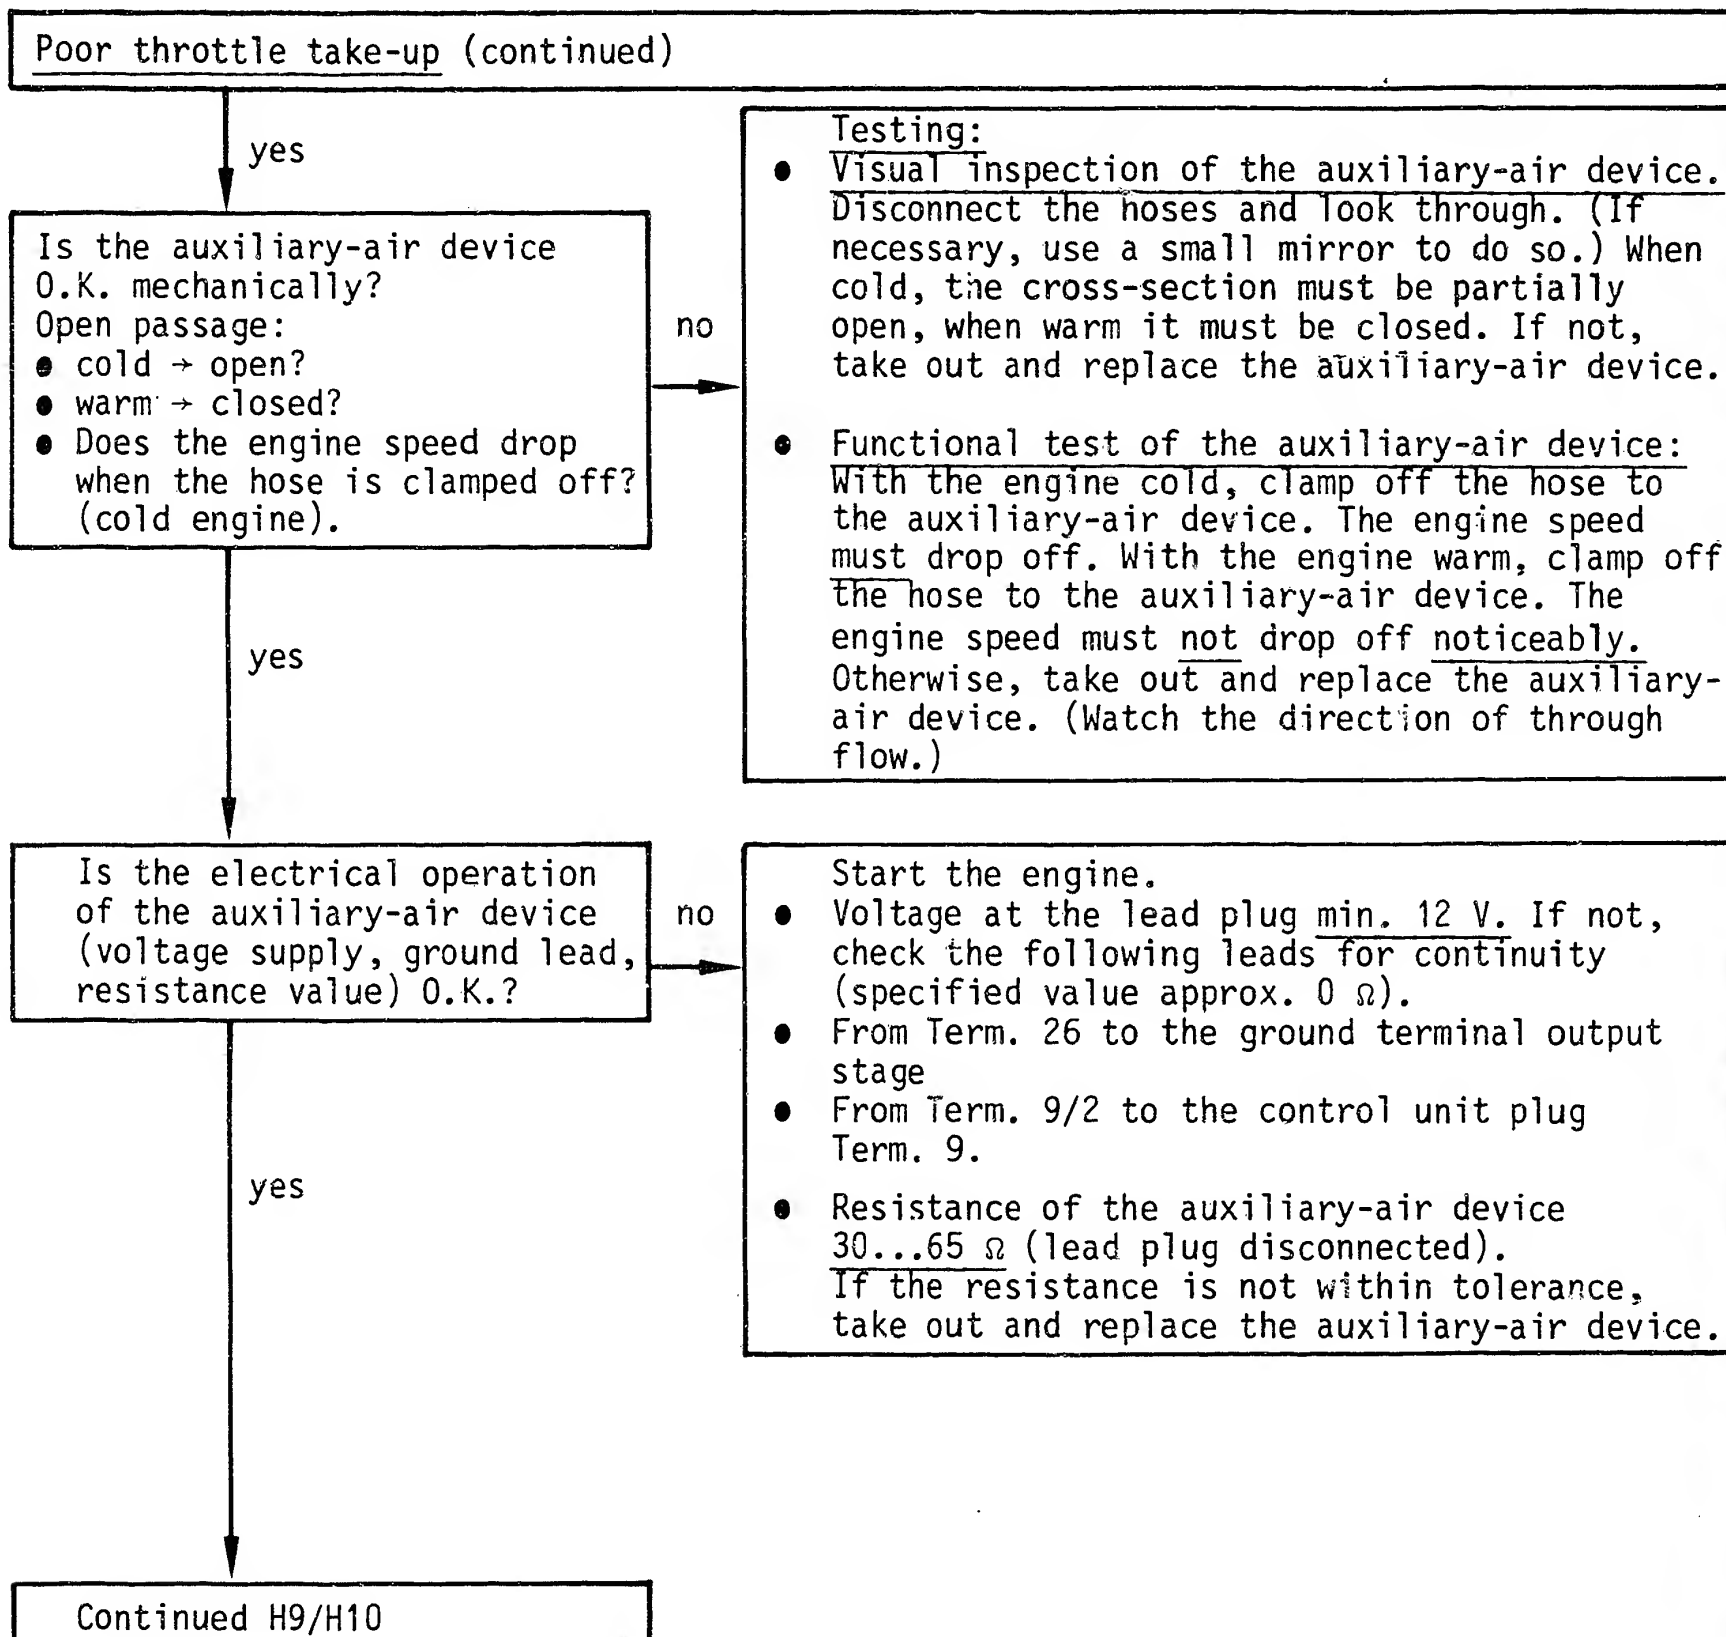 Poor throttle take-up (continued)
yes
Is the auxiliary-air device
O.K. mechanically?
Open passage:
● cold → open?
● warm → closed?
● Does the engine speed drop
when the hose is clamped off?
(cold engine).
no
Testing:
● Visual inspection of the auxiliary-air device.
Disconnect the hoses and look through. (If
necessary, use a small mirror to do so.) When
cold, the cross-section must be partially
open, when warm it must be closed. If not,
take out and replace the auxiliary-air device.
● Functional test of the auxiliary-air device:
With the engine cold, clamp off the hose to
the auxiliary-air device. The engine speed
must drop off. With the engine warm, clamp off
the hose to the auxiliary-air device. The
engine speed must not drop off noticeably.
Otherwise, take out and replace the auxiliary-
air device. (Watch the direction of through
flow.)
yes
Is the electrical operation
of the auxiliary-air device
(voltage supply, ground lead,
resistance value) O.K.?
no
Start the engine.
● Voltage at the lead plug min. 12 V. If not,
check the following leads for continuity
(specified value approx. 0 Ω).
● From Term. 26 to the ground terminal output
stage
● From Term. 9/2 to the control unit plug
Term. 9.
● Resistance of the auxiliary-air device
30...65 Ω (lead plug disconnected).
If the resistance is not within tolerance,
take out and replace the auxiliary-air device.
yes
Continued H9/H10